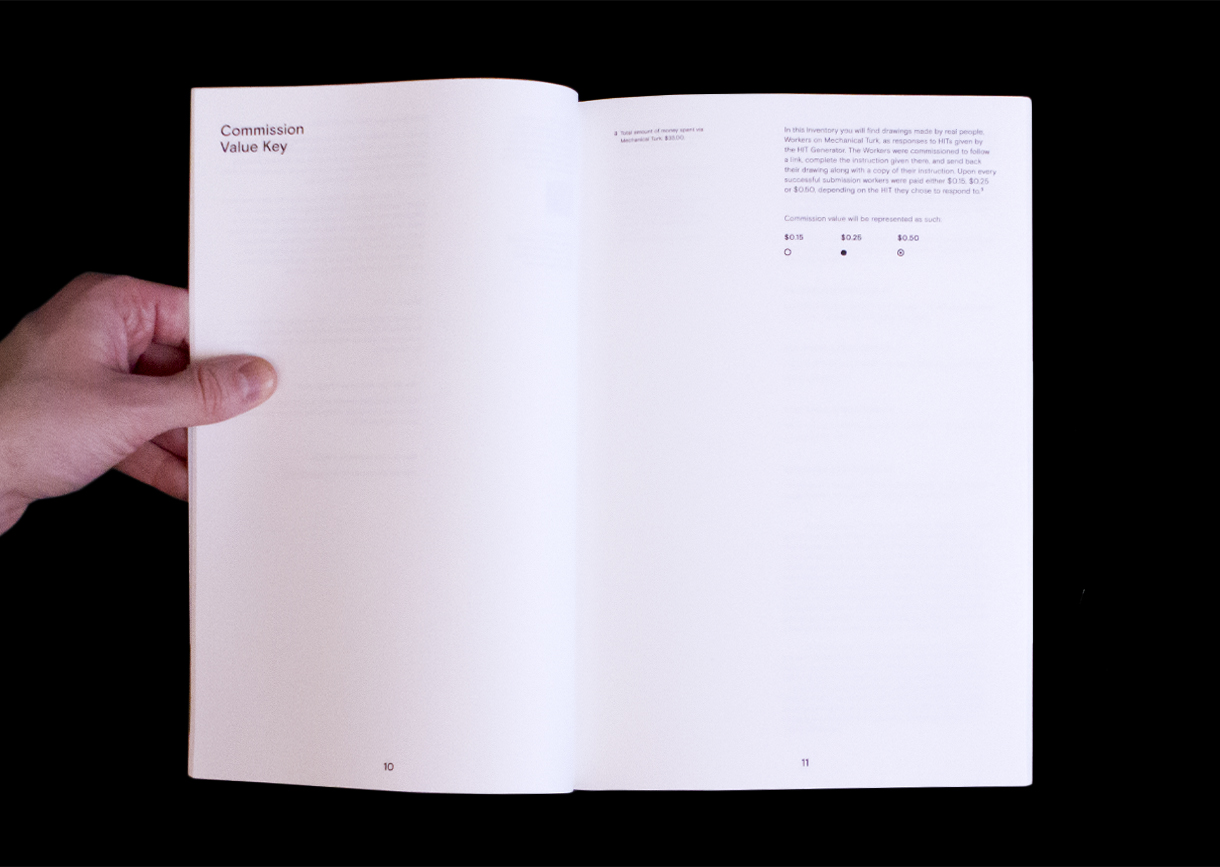 Commission
Value Key
10
Total amount of money spent via
Mechanical Turk:
In this Inventory you will find drawings made by real people,
Workers on Mechanical Turk, as responses to HITs given by
the HIT Generator. The Workers were commissioned to follow
a link, complete the instruction given there, and send back
their drawing along with a copy of their instruction. Upon every
successful submission workers were paid either $0.15, $0.25
or $0.50, depending on the HIT they chose to respond to.
Commission value will be represented as such:
$0.15 $0.25 $0.50
11